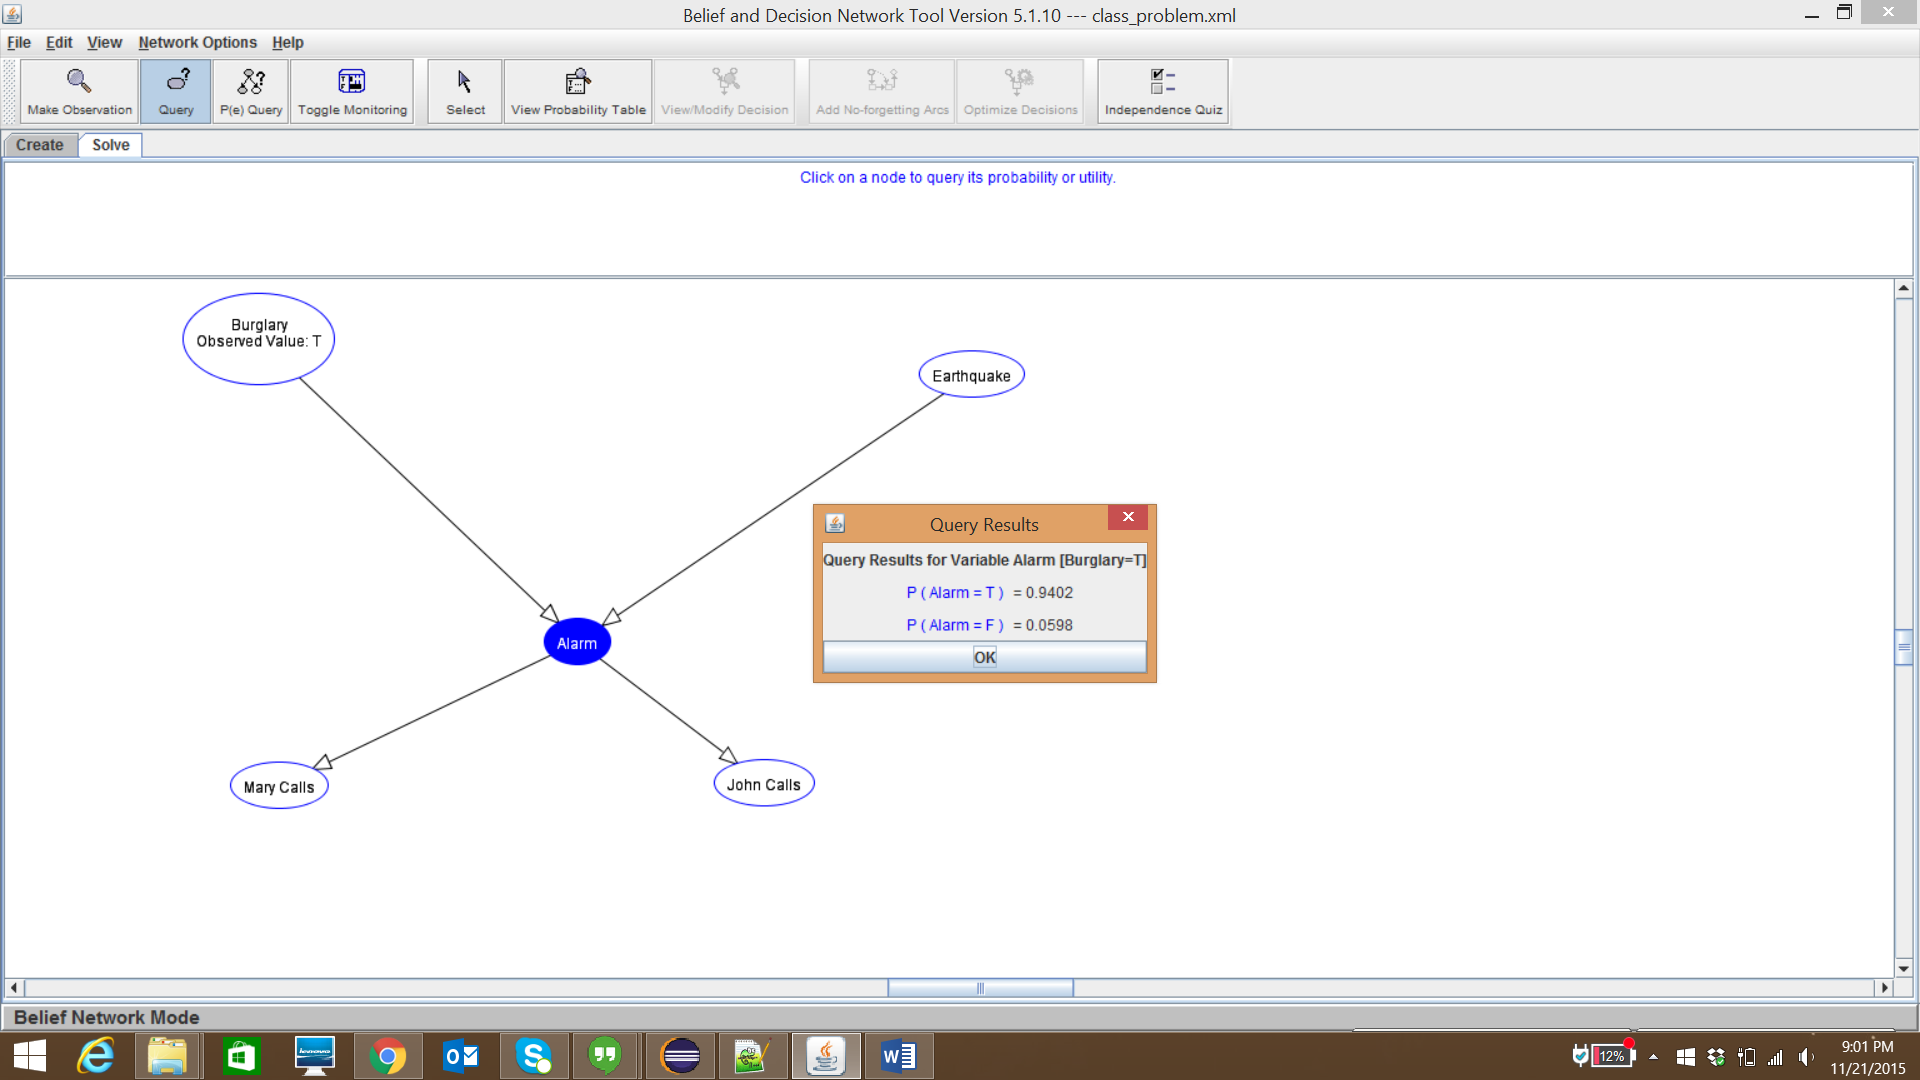 Belief and Decision Network Tool Version 5.1.10 --- class_problem.xml
File Edit View Network Options Help
Make Observation Query P(e) Query Toggle Monitoring Select View Probability Table View/Modify Decision Add No-forgetting Arcs Optimize Decisions Independence Quiz
Create Solve
Click on a node to query its probability or utility.
Burglary
Observed Value: T
Earthquake
Query Results
Query Results for Variable Alarm [Burglary=T]
P ( Alarm = T ) = 0.9402
P ( Alarm = F ) = 0.0598
OK
Alarm
Mary Calls
John Calls
Belief Network Mode
12%
9:01 PM
11/21/2015